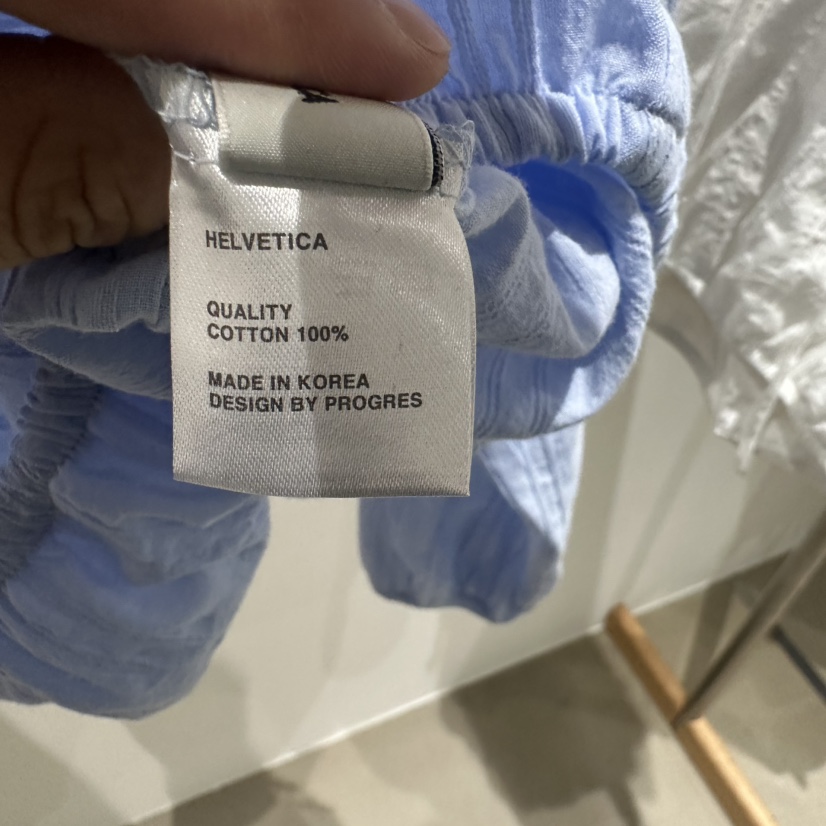 HELVETICA
QUALITY
COTTON 100%
MADE IN KOREA
DESIGN BY PROGRES